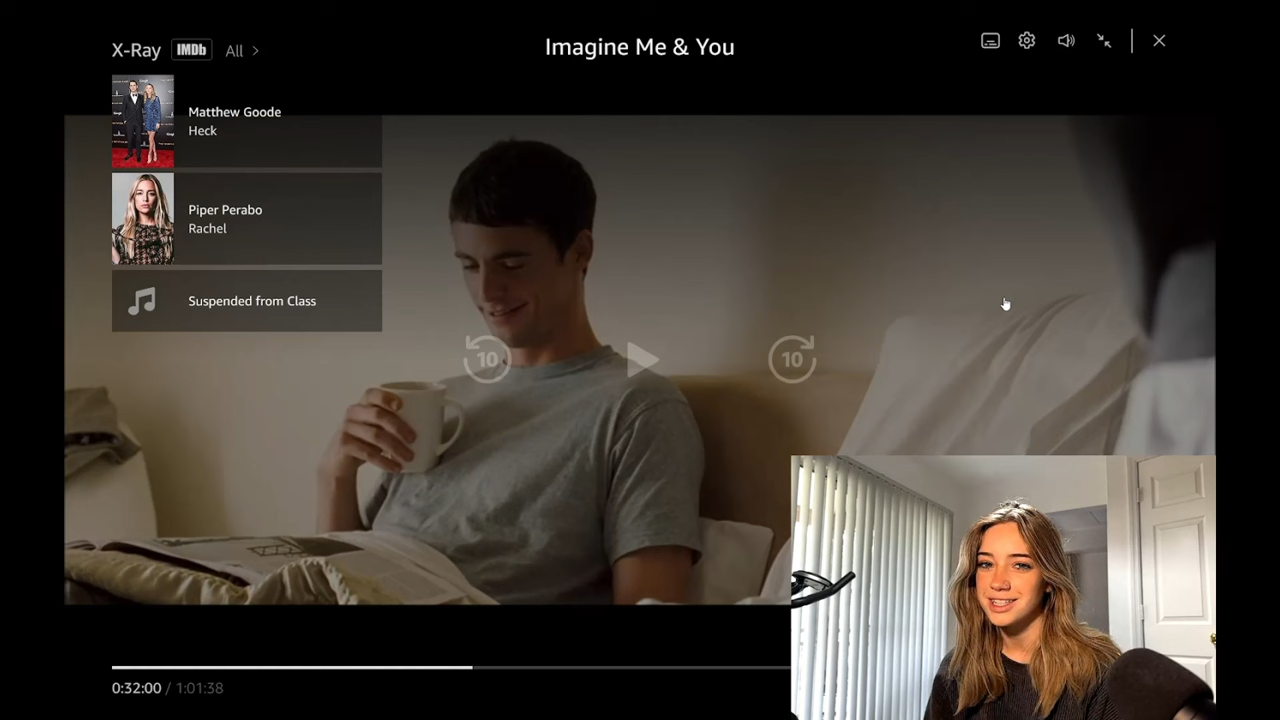 X-Ray IMDb All >
Imagine Me & You
Matthew Goode
Heck
Piper Perabo
Rachel
Suspended from Class
10
10
0:32:00 / 1:01:38